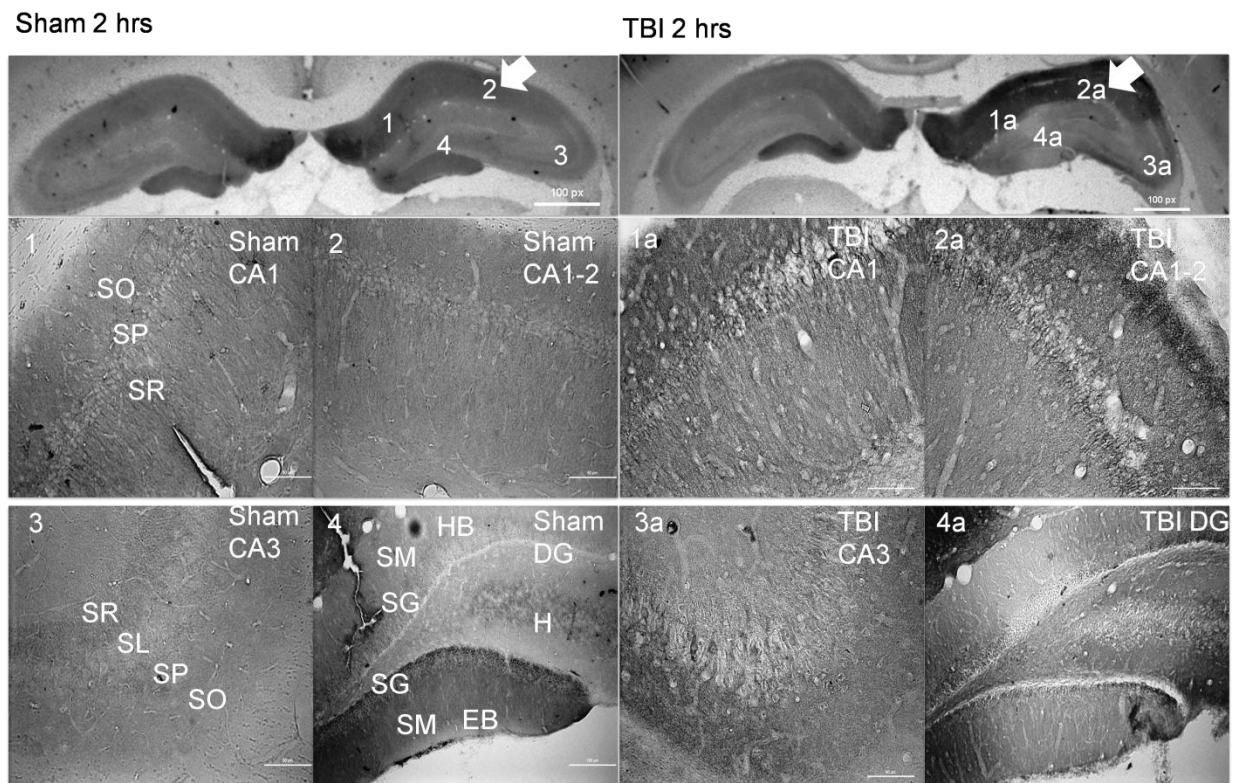 Sham 2 hrs
TBI 2 hrs
1
2
3
4
100 px
1a
2a
3a
4a
100 px
1
Sham
CA1
SO
SP
SR
2
Sham
CA1-2
1a
TBI
CA1
2a
TBI
CA1-2
3
Sham
CA3
SR
SL
SP
SO
4
HB
Sham
DG
SM
SG
H
SG
SM
EB
3a
TBI
CA3
4a
TBI DG